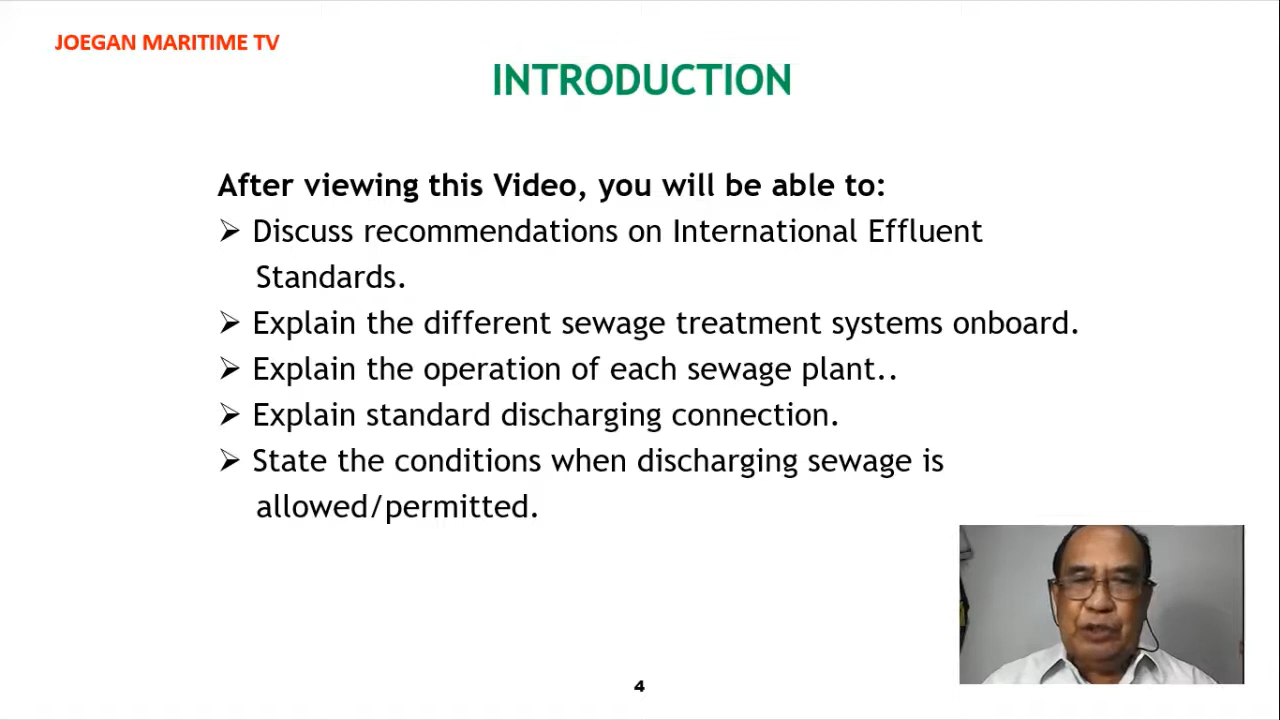 JOEGAN MARITIME TV
INTRODUCTION
After viewing this Video, you will be able to:
➢ Discuss recommendations on International Effluent
Standards.
➢ Explain the different sewage treatment systems onboard.
➢ Explain the operation of each sewage plant..
➢ Explain standard discharging connection.
➢ State the conditions when discharging sewage is
allowed/permitted.
4